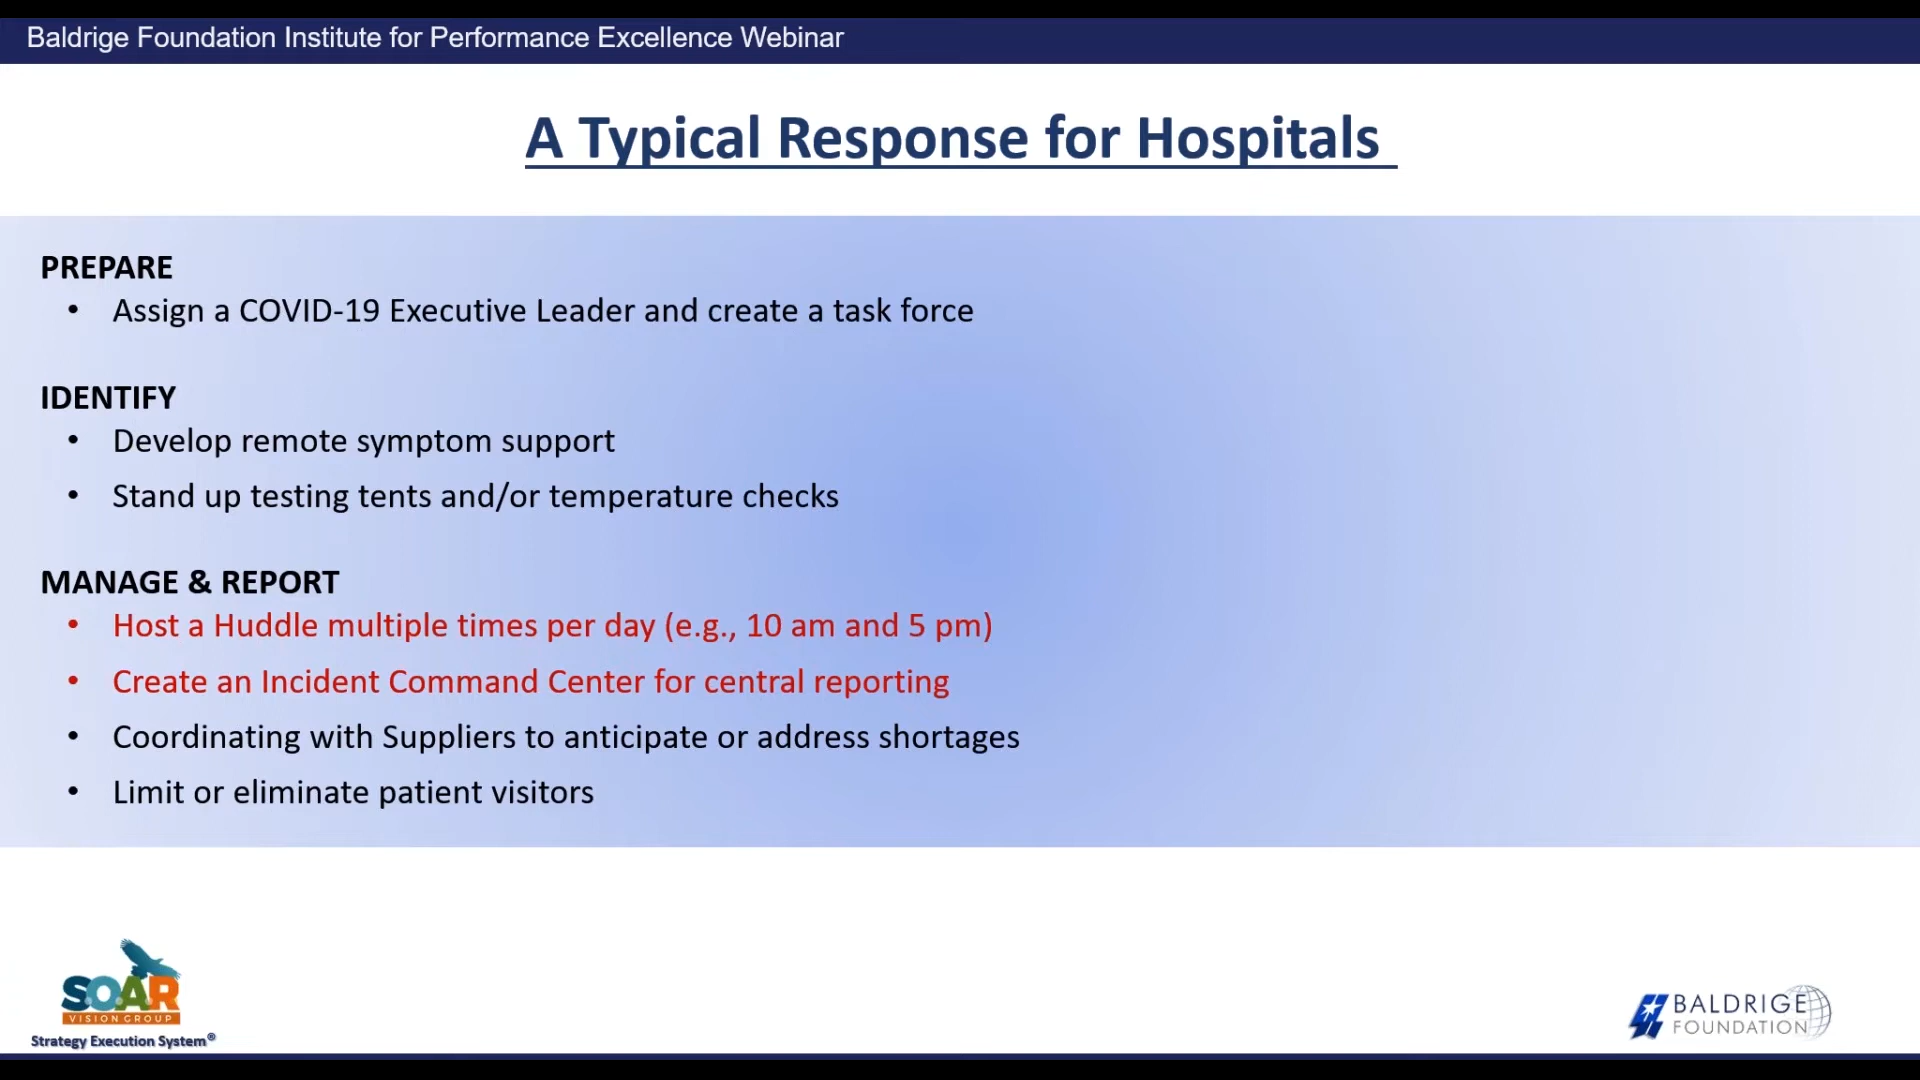 Baldrige Foundation Institute for Performance Excellence Webinar
A Typical Response for Hospitals
PREPARE
• Assign a COVID-19 Executive Leader and create a task force
IDENTIFY
• Develop remote symptom support
• Stand up testing tents and/or temperature checks
MANAGE & REPORT
• Host a Huddle multiple times per day (e.g., 10 am and 5 pm)
• Create an Incident Command Center for central reporting
• Coordinating with Suppliers to anticipate or address shortages
• Limit or eliminate patient visitors
SOAR
VISION GROUP
Strategy Execution System®
BALDRIGE
FOUNDATION